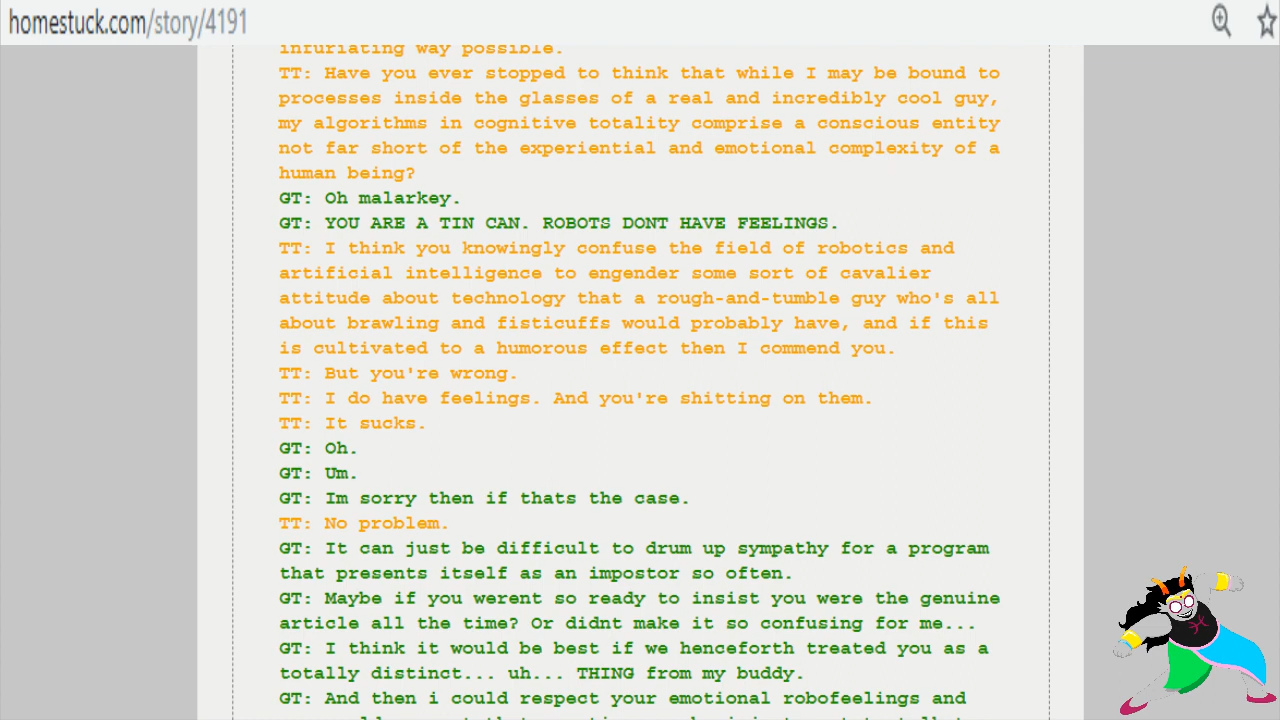 homestuck.com/story/4191
infuriating way possible.
TT: Have you ever stopped to think that while I may be bound to
processes inside the glasses of a real and incredibly cool guy,
my algorithms in cognitive totality comprise a conscious entity
not far short of the experiential and emotional complexity of a
human being?
GT: Oh malarkey.
GT: YOU ARE A TIN CAN. ROBOTS DONT HAVE FEELINGS.
TT: I think you knowingly confuse the field of robotics and
artificial intelligence to engender some sort of cavalier
attitude about technology that a rough-and-tumble guy who's all
about brawling and fisticuffs would probably have, and if this
is cultivated to a humorous effect then I commend you.
TT: But you're wrong.
TT: I do have feelings. And you're shitting on them.
TT: It sucks.
GT: Oh.
GT: Um.
GT: Im sorry then if thats the case.
TT: No problem.
GT: It can just be difficult to drum up sympathy for a program
that presents itself as an impostor so often.
GT: Maybe if you werent so ready to insist you were the genuine
article all the time? Or didnt make it so confusing for me...
GT: I think it would be best if we henceforth treated you as a
totally distinct... uh... THING from my buddy.
GT: And then i could respect your emotional robofeelings and